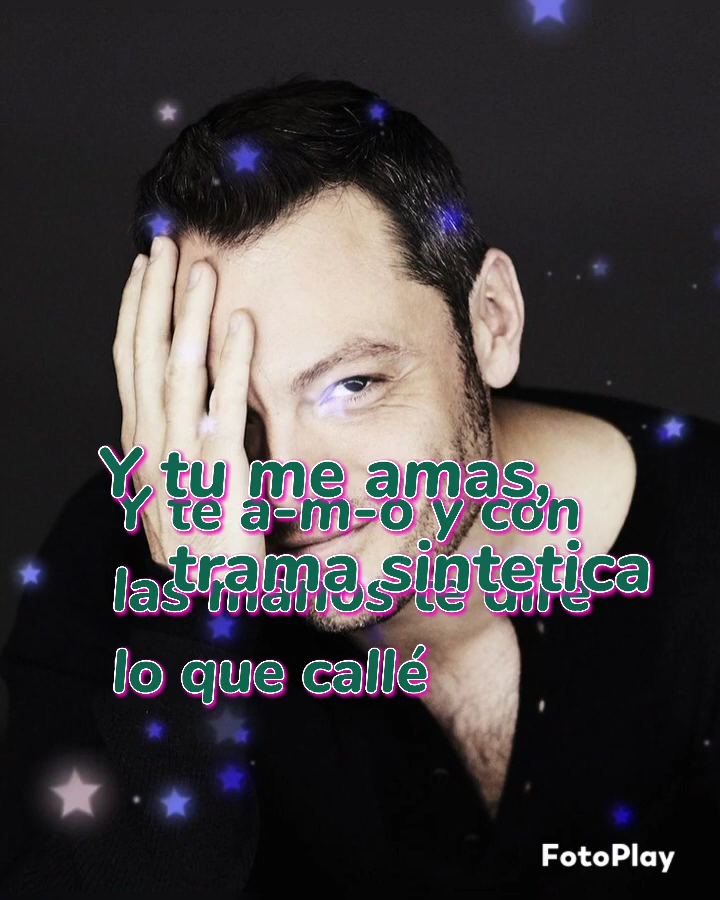 Y tu me amas,
Y te a-m-o y con
trama sintetica
las manos te diré
lo que callé
FotoPlay